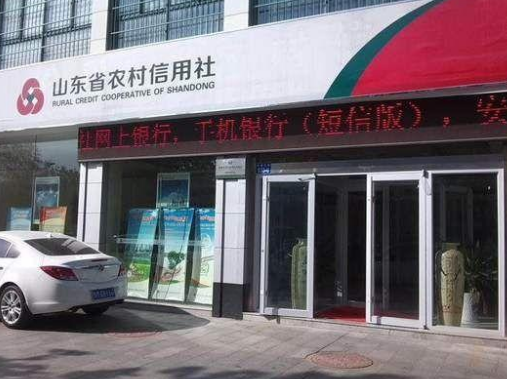 山东省农村信用社
RURAL CREDIT COOPERATIVE OF SHANDONG
社网上银行，手机银行（短信版），安